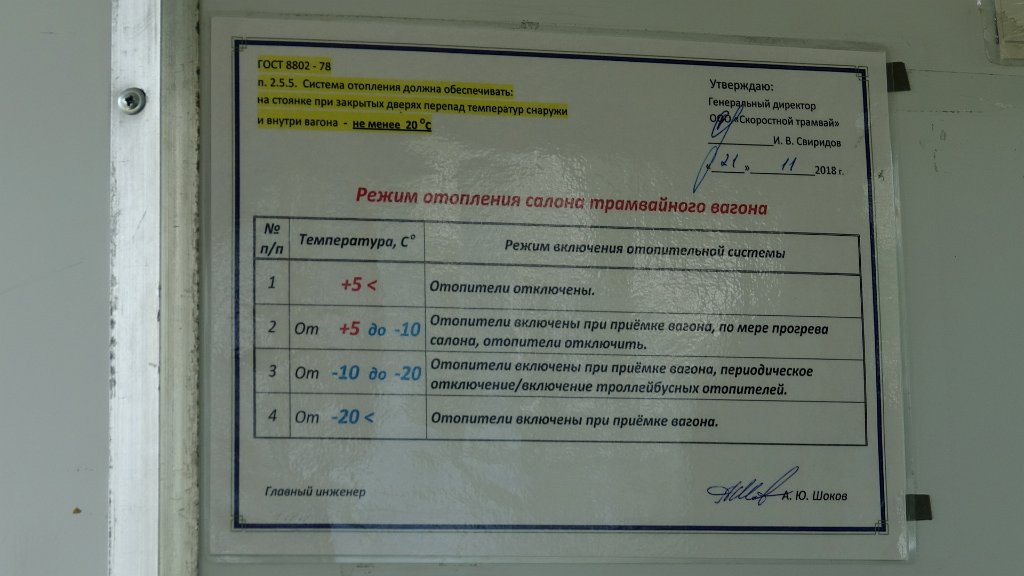 ГОСТ 8802 - 78
п. 2.5.5. Система отопления должна обеспечивать:
на стоянке при закрытых дверях перепад температур снаружи
и внутри вагона - не менее 20 °С
Утверждаю:
Генеральный директор
ООО «Скоростной трамвай»
И. В. Свиридов
« 21 » 11 2018 г.
Режим отопления салона трамвайного вагона
№ п/п Температура, С° Режим включения отопительной системы
1 +5 < Отопители отключены.
2 От +5 до -10 Отопители включены при приёмке вагона, по мере прогрева
салона, отопители отключить.
3 От -10 до -20 Отопители включены при приёмке вагона, периодическое
отключение/включение троллейбусных отопителей.
4 От -20 < Отопители включены при приёмке вагона.
Главный инженер
А. Ю. Шоков